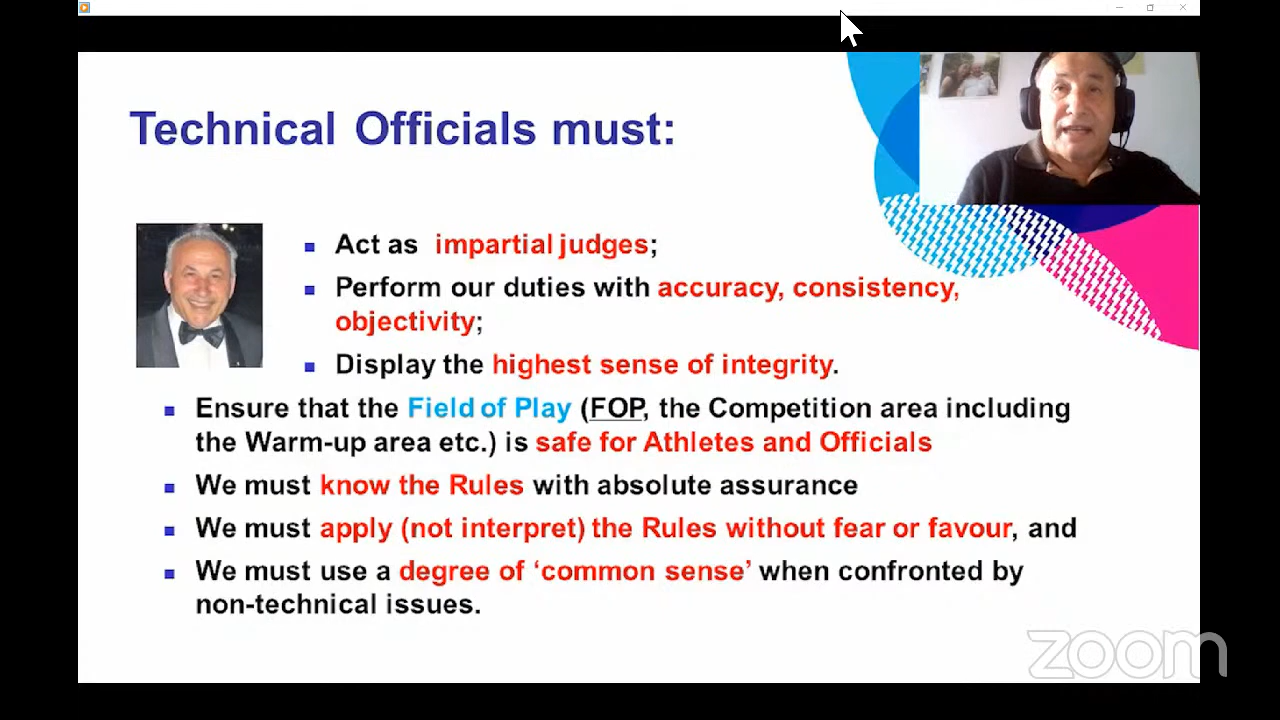 Technical Officials must:
Act as impartial judges;
Perform our duties with accuracy, consistency,
objectivity;
Display the highest sense of integrity.
Ensure that the Field of Play (FOP, the Competition area including
the Warm-up area etc.) is safe for Athletes and Officials
We must know the Rules with absolute assurance
We must apply (not interpret) the Rules without fear or favour, and
We must use a degree of ‘common sense’ when confronted by
non-technical issues.
zoom